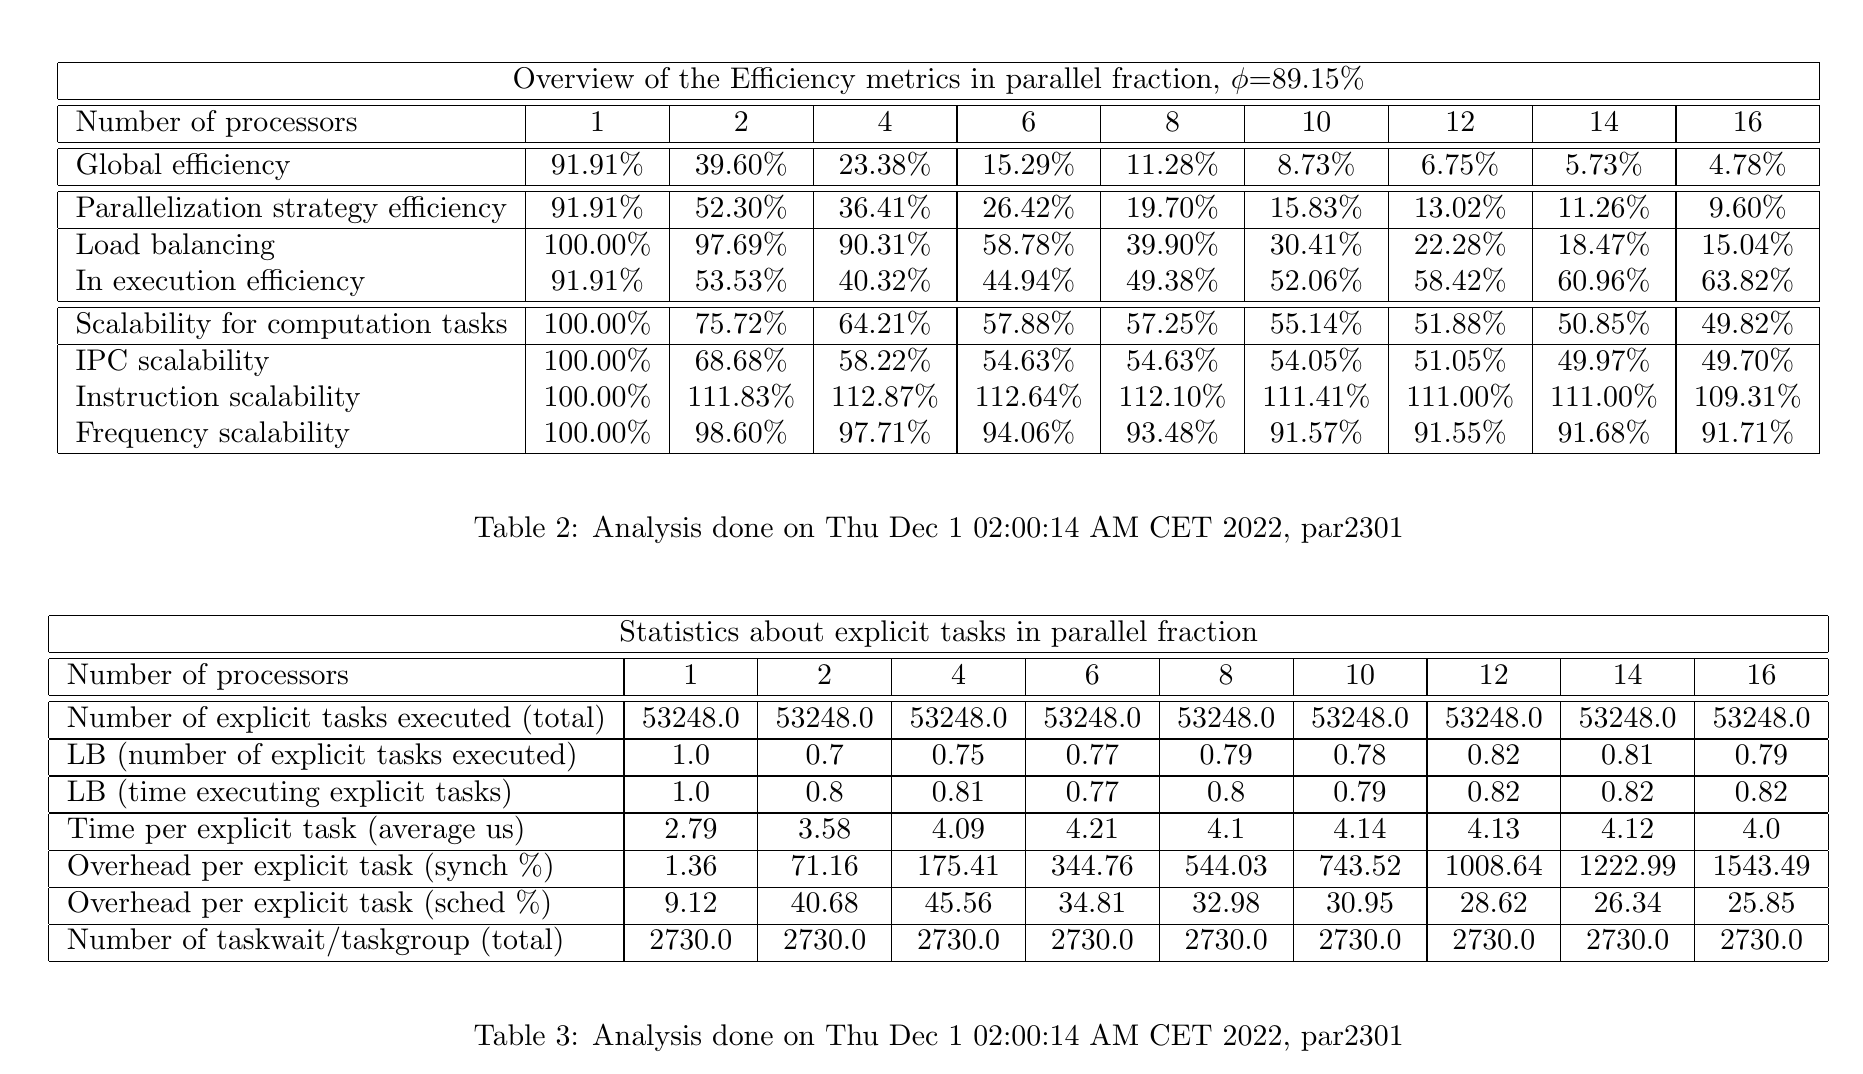 Overview of the Efficiency metrics in parallel fraction, ϕ=89.15%
Number of processors 1 2 4 6 8 10 12 14 16
Global efficiency 91.91% 39.60% 23.38% 15.29% 11.28% 8.73% 6.75% 5.73% 4.78%
Parallelization strategy efficiency 91.91% 52.30% 36.41% 26.42% 19.70% 15.83% 13.02% 11.26% 9.60%
Load balancing 100.00% 97.69% 90.31% 58.78% 39.90% 30.41% 22.28% 18.47% 15.04%
In execution efficiency 91.91% 53.53% 40.32% 44.94% 49.38% 52.06% 58.42% 60.96% 63.82%
Scalability for computation tasks 100.00% 75.72% 64.21% 57.88% 57.25% 55.14% 51.88% 50.85% 49.82%
IPC scalability 100.00% 68.68% 58.22% 54.63% 54.63% 54.05% 51.05% 49.97% 49.70%
Instruction scalability 100.00% 111.83% 112.87% 112.64% 112.10% 111.41% 111.00% 111.00% 109.31%
Frequency scalability 100.00% 98.60% 97.71% 94.06% 93.48% 91.57% 91.55% 91.68% 91.71%
Table 2: Analysis done on Thu Dec 1 02:00:14 AM CET 2022, par2301
Statistics about explicit tasks in parallel fraction
Number of processors 1 2 4 6 8 10 12 14 16
Number of explicit tasks executed (total) 53248.0 53248.0 53248.0 53248.0 53248.0 53248.0 53248.0 53248.0 53248.0
LB (number of explicit tasks executed) 1.0 0.7 0.75 0.77 0.79 0.78 0.82 0.81 0.79
LB (time executing explicit tasks) 1.0 0.8 0.81 0.77 0.8 0.79 0.82 0.82 0.82
Time per explicit task (average us) 2.79 3.58 4.09 4.21 4.1 4.14 4.13 4.12 4.0
Overhead per explicit task (synch %) 1.36 71.16 175.41 344.76 544.03 743.52 1008.64 1222.99 1543.49
Overhead per explicit task (sched %) 9.12 40.68 45.56 34.81 32.98 30.95 28.62 26.34 25.85
Number of taskwait/taskgroup (total) 2730.0 2730.0 2730.0 2730.0 2730.0 2730.0 2730.0 2730.0 2730.0
Table 3: Analysis done on Thu Dec 1 02:00:14 AM CET 2022, par2301